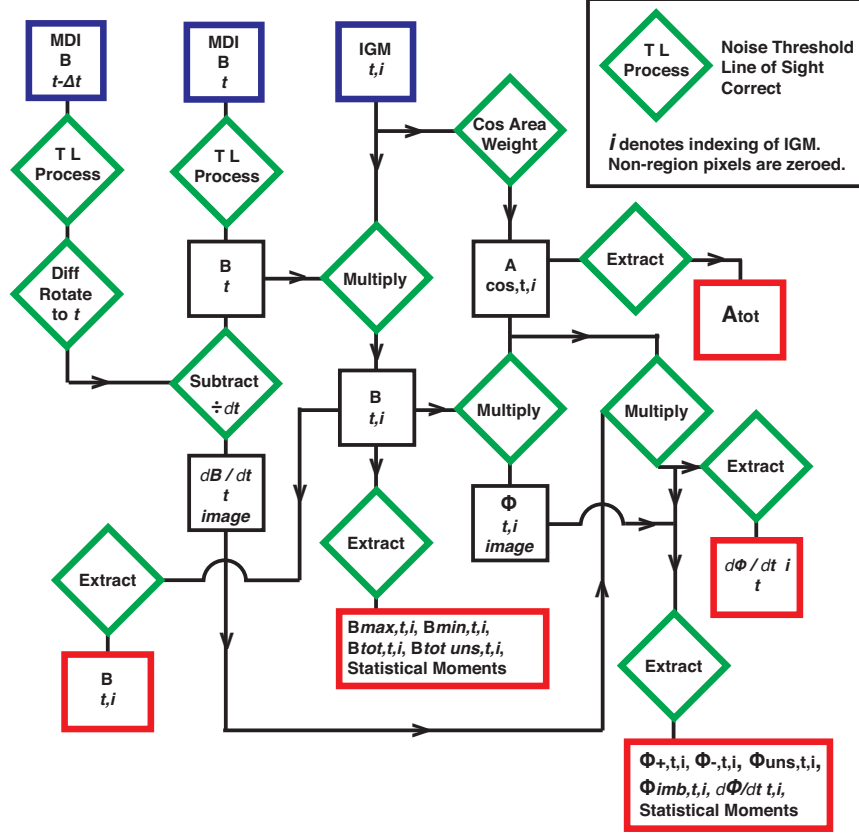 MDI
B
t-Δt
MDI
B
t
IGM
t,i
T L
Process
Noise Threshold
Line of Sight
Correct
i denotes indexing of IGM.
Non-region pixels are zeroed.
T L
Process
T L
Process
Cos Area
Weight
Diff
Rotate
to t
B
t
Multiply
A
cos,t,i
Extract
Atot
Subtract
÷dt
B
t,i
Multiply
Multiply
dB / dt
t
image
Extract
Φ
t,i
image
Extract
Extract
dΦ / dt i
t
B
t,i
Bmax,t,i, Bmin,t,i,
Btot,t,i, Btot uns,t,i,
Statistical Moments
Extract
Φ+,t,i, Φ-,t,i, Φuns,t,i,
Φimb,t,i, dΦ/dt t,i,
Statistical Moments